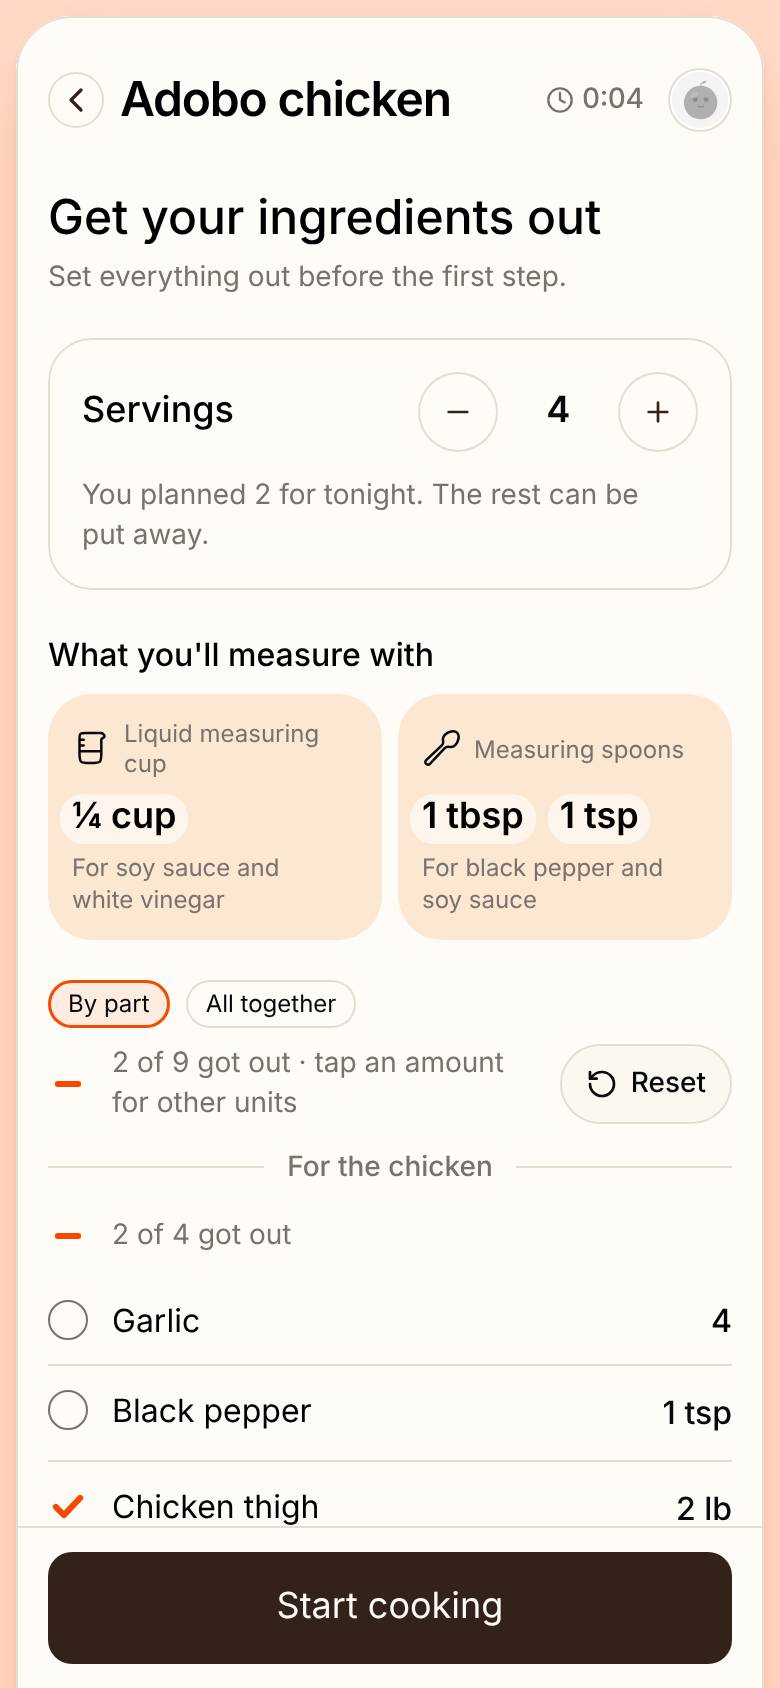 Adobo chicken
0:04
Get your ingredients out
Set everything out before the first step.
Servings
− 4 +
You planned 2 for tonight. The rest can be
put away.
What you'll measure with
Liquid measuring
cup
¼ cup
For soy sauce and
white vinegar
Measuring spoons
1 tbsp 1 tsp
For black pepper and
soy sauce
By part
All together
2 of 9 got out · tap an amount
for other units
Reset
For the chicken
2 of 4 got out
Garlic 4
Black pepper 1 tsp
Chicken thigh 2 lb
Start cooking